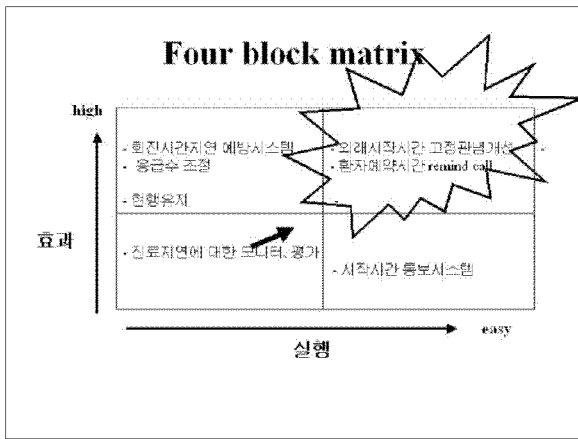 Four block matrix
high
- 회진시간지연 예방시스템
응급수 조절
- 현행유지
- 외래시작시간 고정관념개선
- 환자예약시간 remind call
효과
- 진료지연에 대한 모니터, 평가
- 시작시간 통보시스템
easy
실행